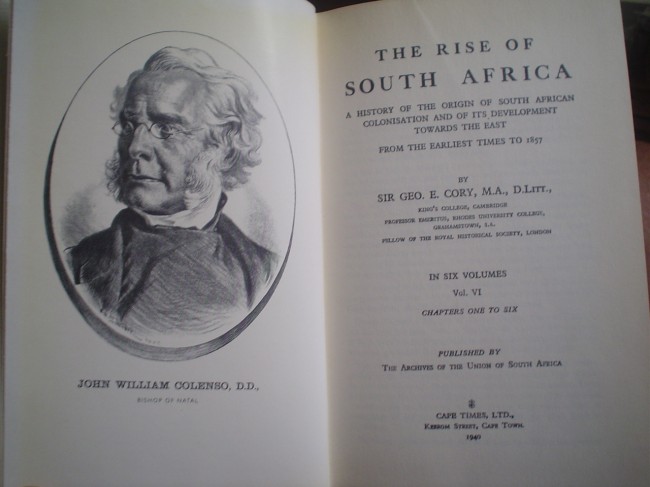 JOHN WILLIAM COLENSO, D.D.,
BISHOP OF NATAL
THE RISE OF
SOUTH AFRICA
A HISTORY OF THE ORIGIN OF SOUTH AFRICAN
COLONISATION AND OF ITS DEVELOPMENT
TOWARDS THE EAST
FROM THE EARLIEST TIMES TO 1857
BY
SIR GEO. E. CORY, M.A., D.LITT.,
KING'S COLLEGE, CAMBRIDGE
PROFESSOR EMERITUS, RHODES UNIVERSITY COLLEGE,
GRAHAMSTOWN, S.A.
FELLOW OF THE ROYAL HISTORICAL SOCIETY, LONDON
IN SIX VOLUMES
Vol. VI
CHAPTERS ONE TO SIX
PUBLISHED BY
THE ARCHIVES OF THE UNION OF SOUTH AFRICA
CAPE TIMES, LTD.,
KEEROM STREET, CAPE TOWN.
1940